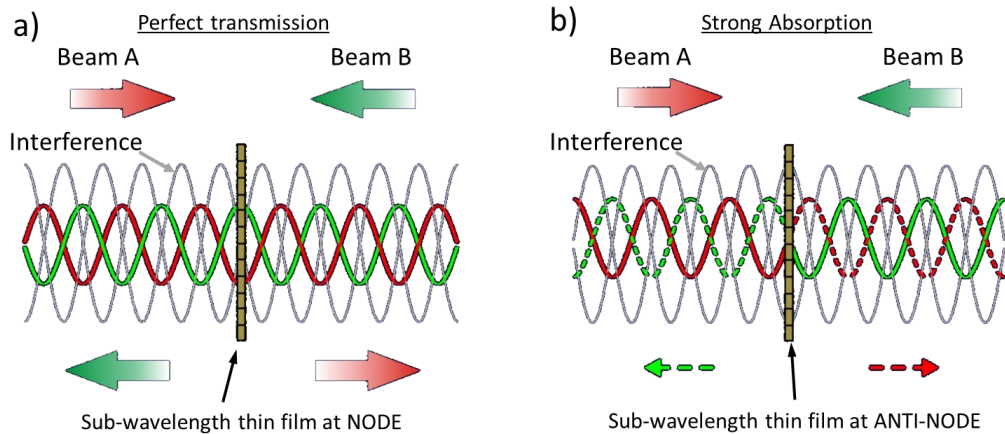 a)
Perfect transmission
Beam A
Beam B
Interference
Sub-wavelength thin film at NODE
b)
Strong Absorption
Beam A
Beam B
Interference
Sub-wavelength thin film at ANTI-NODE